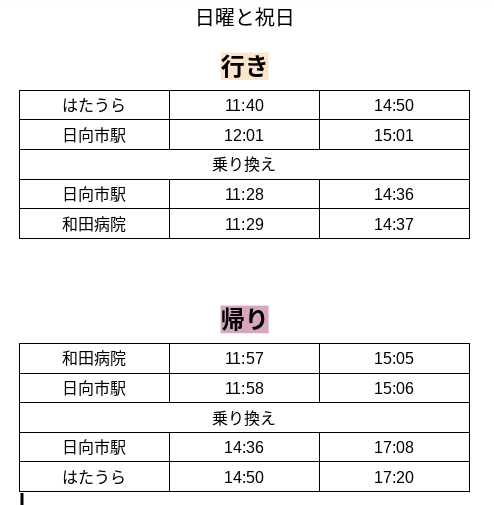 日曜と祝日
行き
はたうら 11:40 14:50
日向市駅 12:01 15:01
乗り換え
日向市駅 11:28 14:36
和田病院 11:29 14:37
帰り
和田病院 11:57 15:05
日向市駅 11:58 15:06
乗り換え
日向市駅 14:36 17:08
はたうら 14:50 17:20